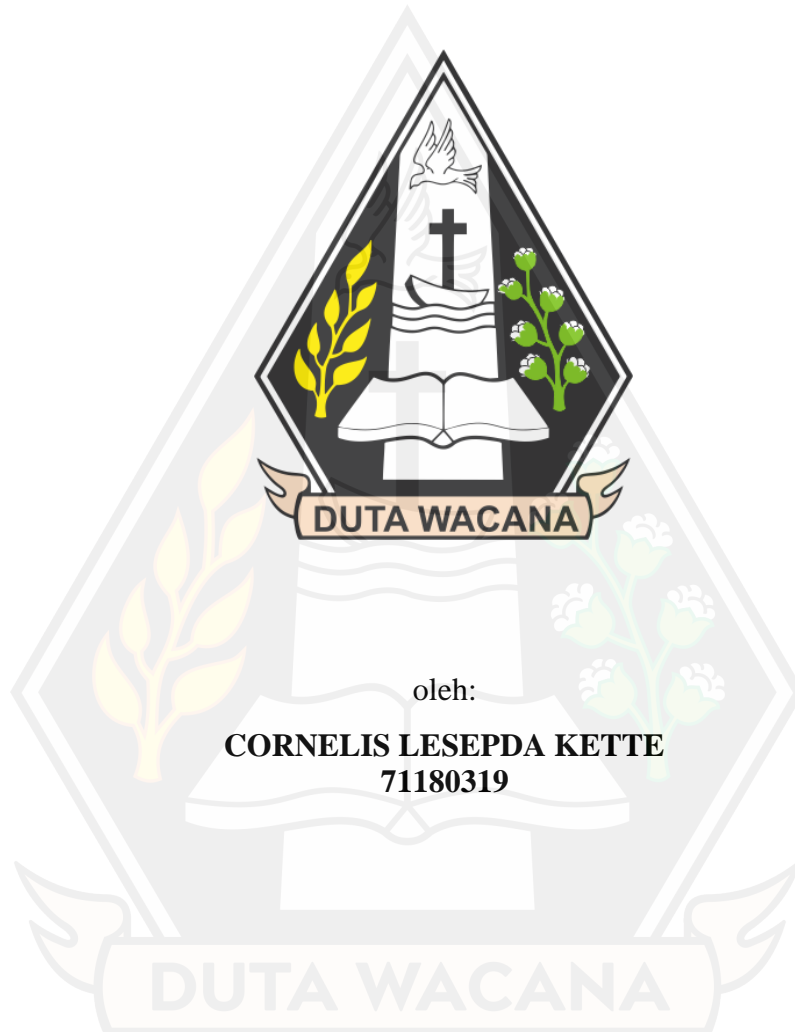 DUTA WACANA
oleh:
CORNELIS LESEPDA KETTE
71180319
DUTA WACANA